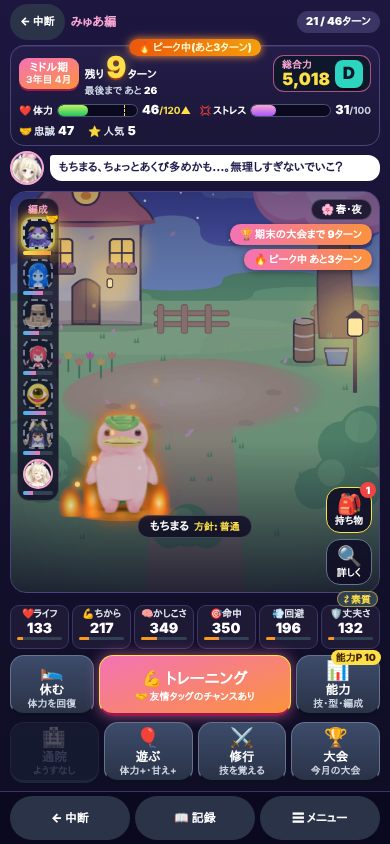 ← 中断
みゅあ編
21 / 46ターン
🔥 ピーク中(あと3ターン)
ミドル期
3年目 4月
残り9ターン
最後まで あと 26
総合力
5,018 D
❤️ 体力 46/120▲
💢 ストレス 31/100
🤝 忠誠 47 ⭐ 人気 5
もちまる、ちょっとあくび多めかも…。無理しすぎないでいこ?
編成
🌸 春・夜
🏆 期末の大会まで 9ターン
🔥 ピーク中 あと3ターン
もちまる 方針: 普通
1
🎒
持ち物
🔍
詳しく
素質
❤️ライフ
133
💪ちから
217
🧠かしこさ
349
🎯命中
350
回避
196
🛡丈夫さ
132
能力P 10
🛌
休む
体力を回復
💪 トレーニング
🤝 友情タッグのチャンスあり
📊
能力
技・型・編成
🏥
通院
ようすなし
🎈
遊ぶ
体力+・甘え+
⚔️
修行
技を覚える
🏆
大会
今月の大会
← 中断
📖 記録
☰ メニュー